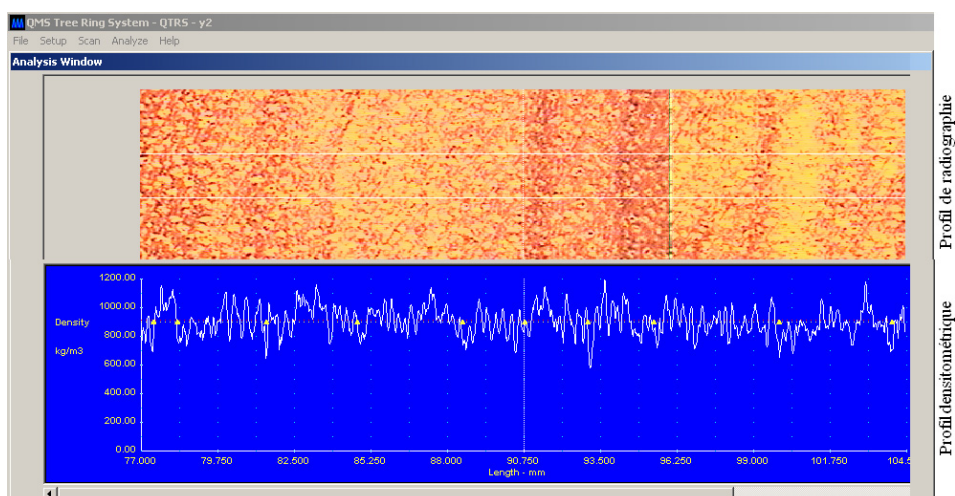 QMS Tree Ring System - QTRS - y2
File Setup Scan Analyze Help
Analysis Window
Profil de radiographie
1200.00
1000.00
Density
800.00
kg/m3
600.00
400.00
200.00
0.00
77.000 79.750 82.500 85.250 88.000 90.750 93.500 96.250 99.000 101.750 104.5
Length - mm
Profil densitométrique